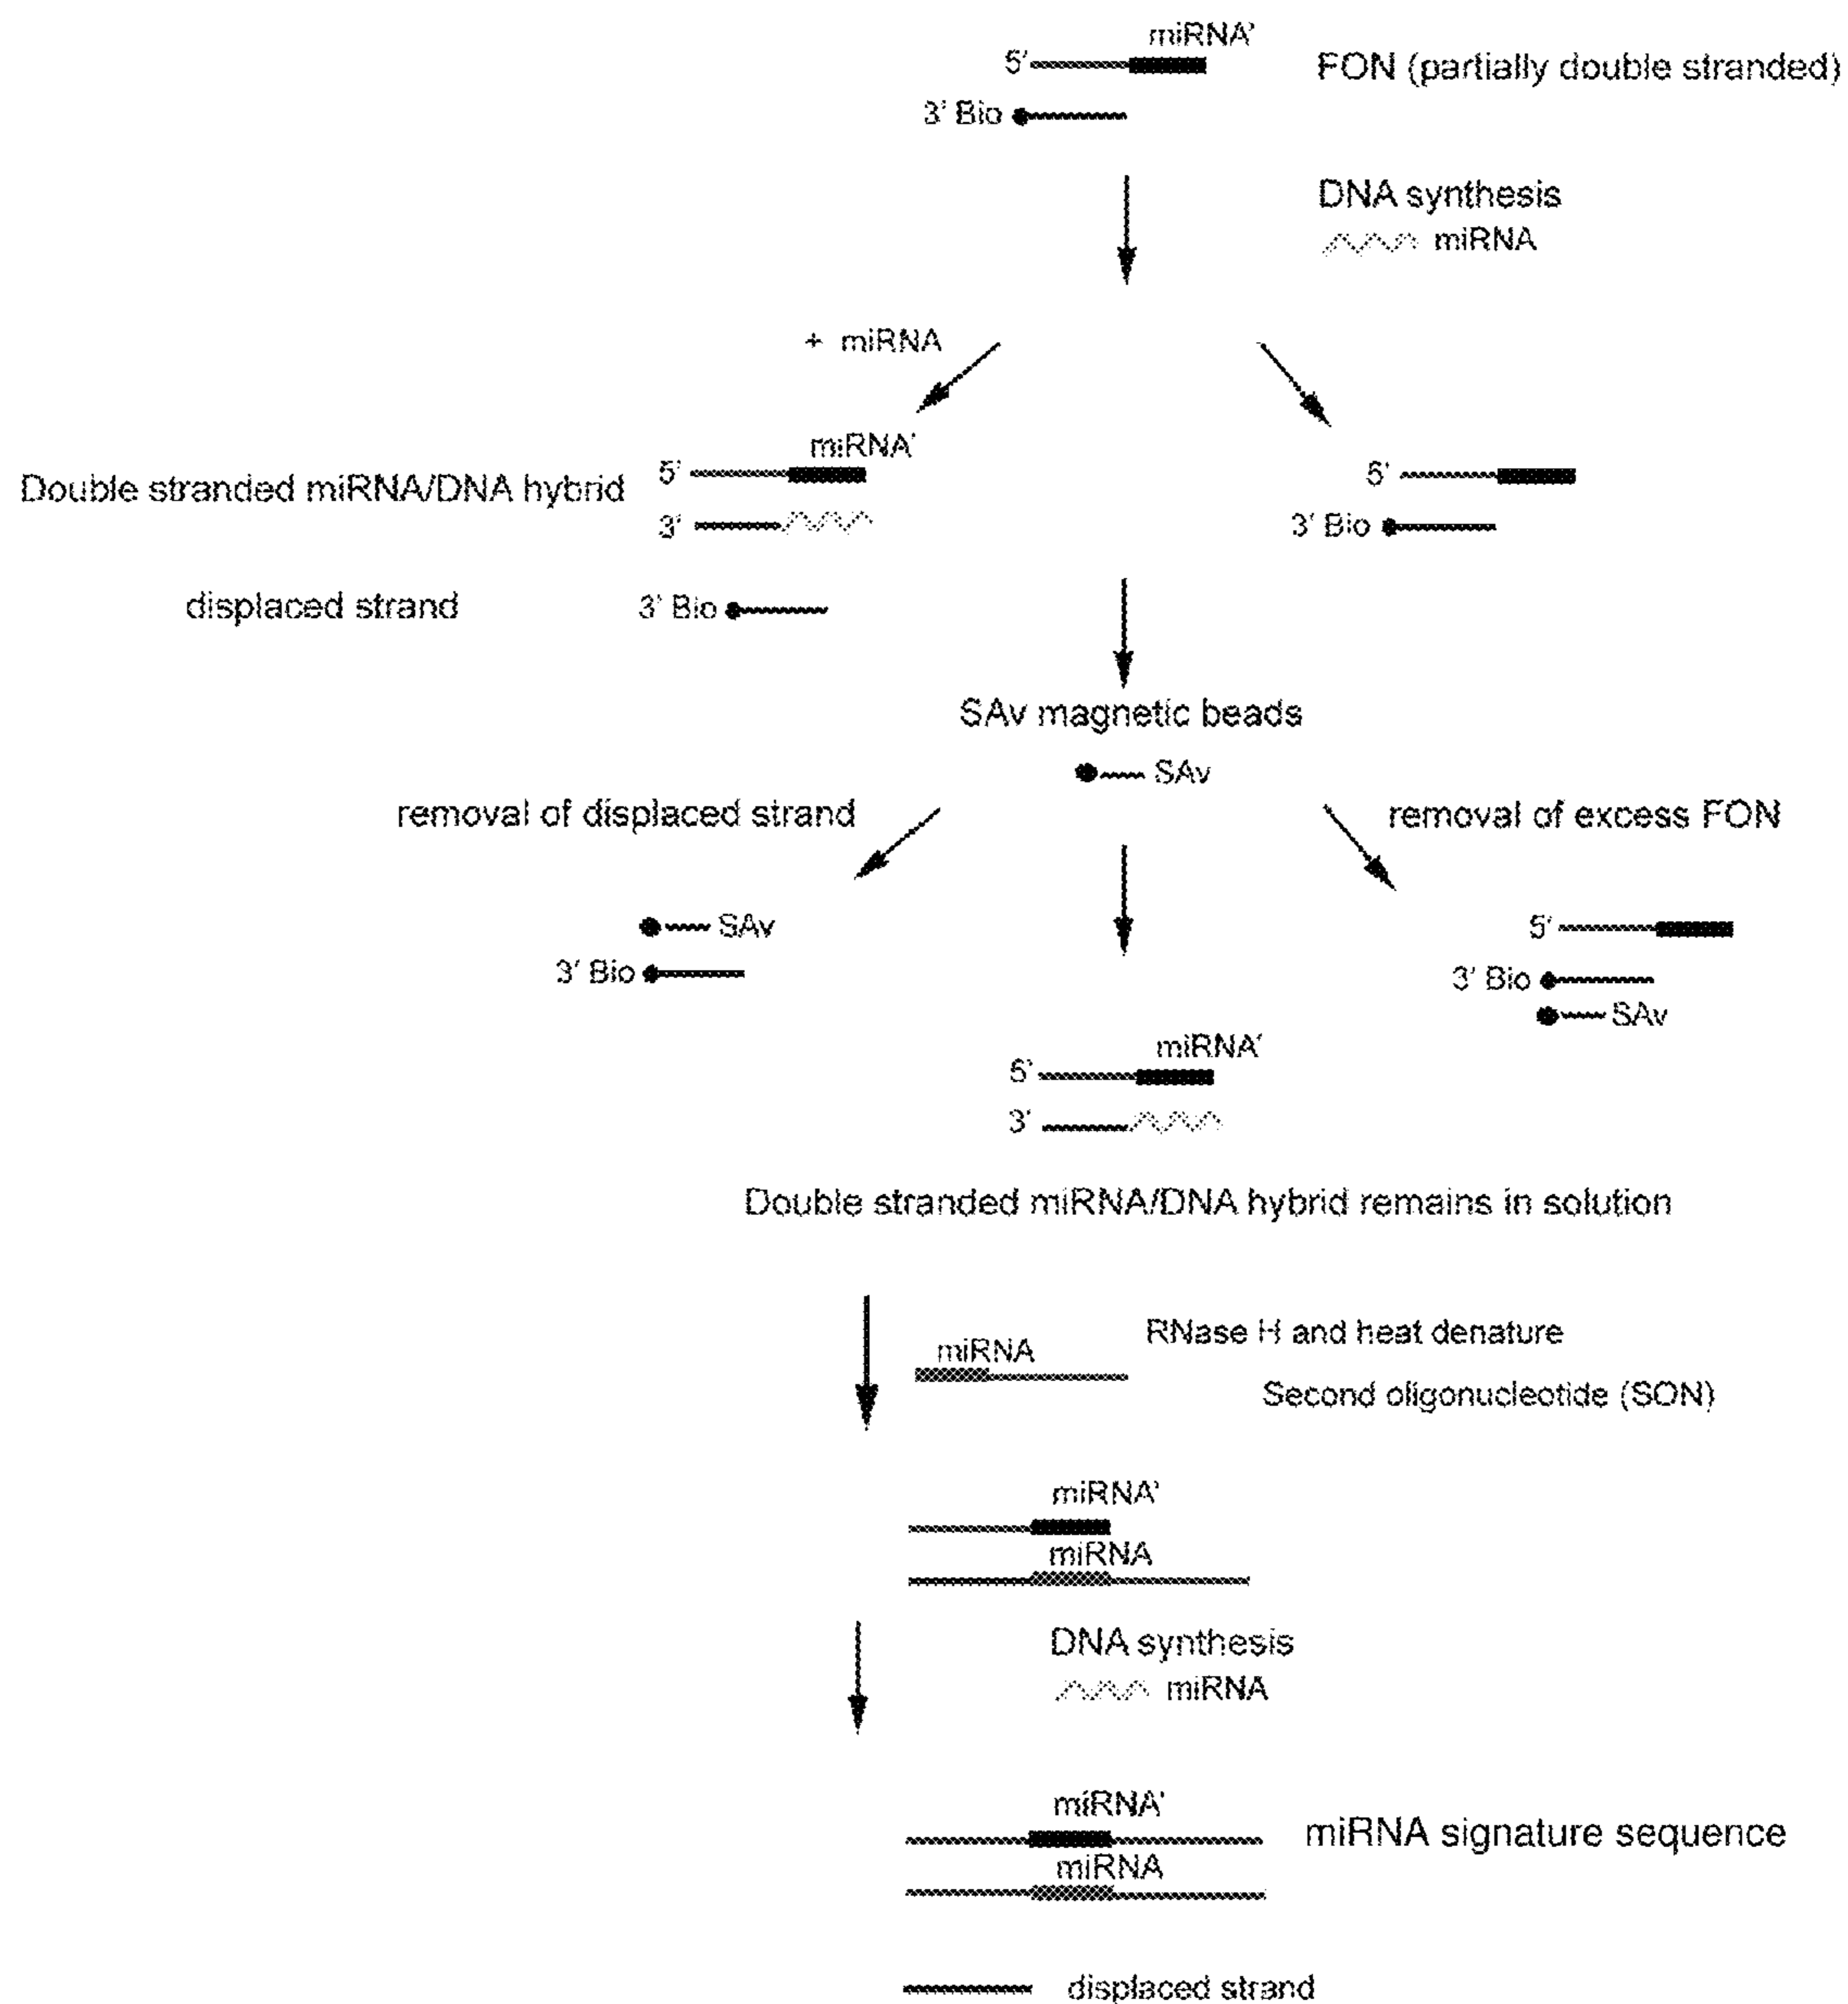 miRNA'
5'
FON (partially double stranded)
3' Bio
DNA synthesis
miRNA
+ miRNA
miRNA'
5'
5'
Double stranded miRNA/DNA hybrid
3'
3' Bio
displaced strand
3' Bio
SAv magnetic beads
SAv
removal of displaced strand
removal of excess FON
SAv
5'
3' Bio
3' Bio
SAv
miRNA'
5'
3'
Double stranded miRNA/DNA hybrid remains in solution
RNase H and heat denature
miRNA
Second oligonucleotide (SON)
miRNA'
miRNA
DNA synthesis
miRNA
miRNA'
miRNA signature sequence
miRNA
displaced strand